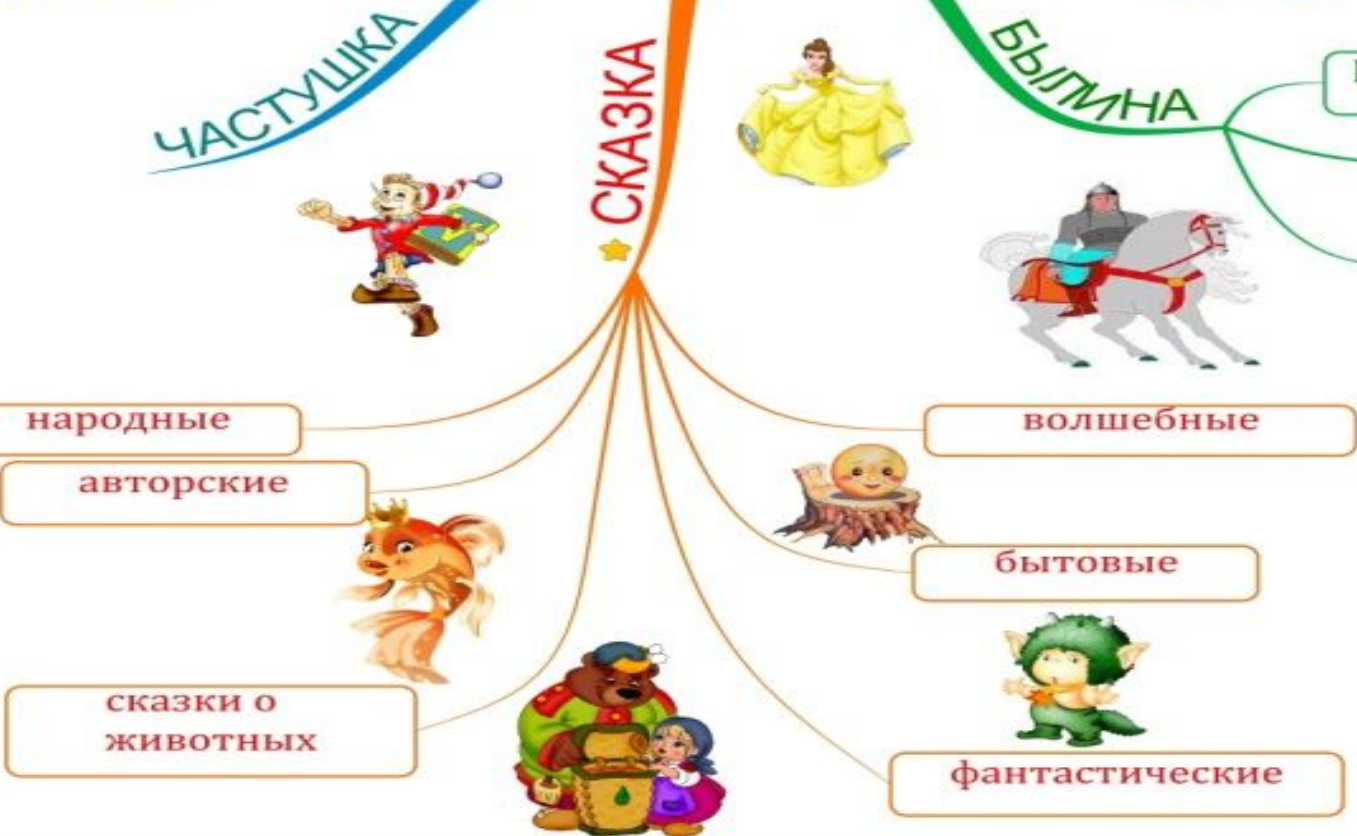 ЧАСТУШКА
СКАЗКА
БЫЛИНА
народные
авторские
сказки о
животных
волшебные
бытовые
фантастические